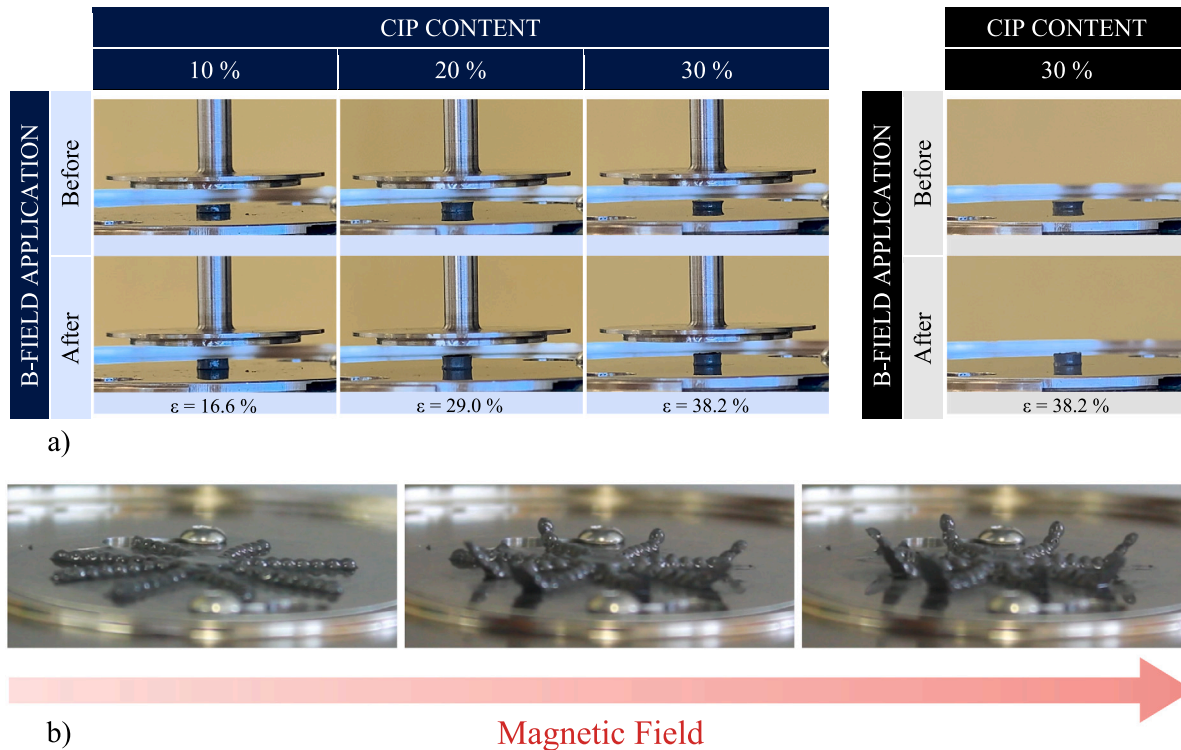 CIP CONTENT
10 %
20 %
30 %
B-FIELD APPLICATION
Before
After
ε = 16.6 %
ε = 29.0 %
ε = 38.2 %
CIP CONTENT
30 %
B-FIELD APPLICATION
Before
After
ε = 38.2 %
a)
b)
Magnetic Field